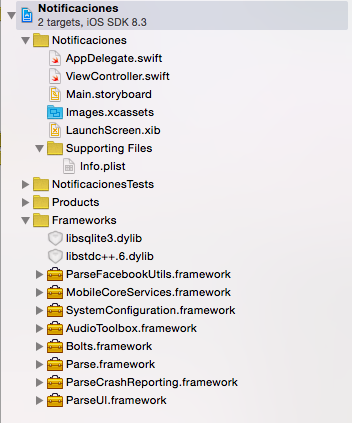 Notificaciones
2 targets, iOS SDK 8.3
Notificaciones
AppDelegate.swift
ViewController.swift
Main.storyboard
Images.xcassets
LaunchScreen.xib
Supporting Files
Info.plist
NotificacionesTests
Products
Frameworks
libsqlite3.dylib
libstdc++.6.dylib
ParseFacebookUtils.framework
MobileCoreServices.framework
SystemConfiguration.framework
AudioToolbox.framework
Bolts.framework
Parse.framework
ParseCrashReporting.framework
ParseUI.framework